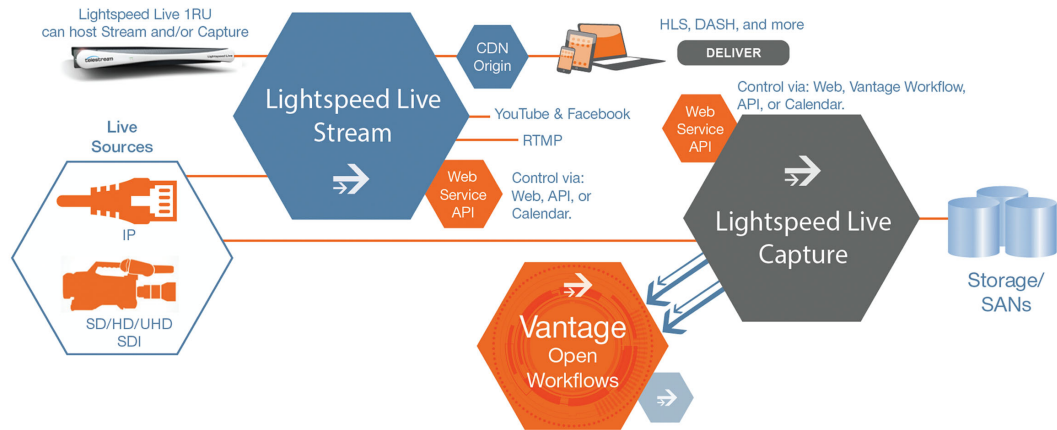 Lightspeed Live 1RU
can host Stream and/or Capture
telestream
Lightspeed Live
Lightspeed Live
Stream
CDN
Origin
HLS, DASH, and more
DELIVER
YouTube & Facebook
RTMP
Web
Service
API
Control via:
Web, API, or
Calendar.
Live
Sources
IP
SD/HD/UHD
SDI
Control via: Web, Vantage Workflow,
API, or Calendar.
Web
Service
API
Lightspeed Live
Capture
Storage/
SANs
Vantage
Open
Workflows